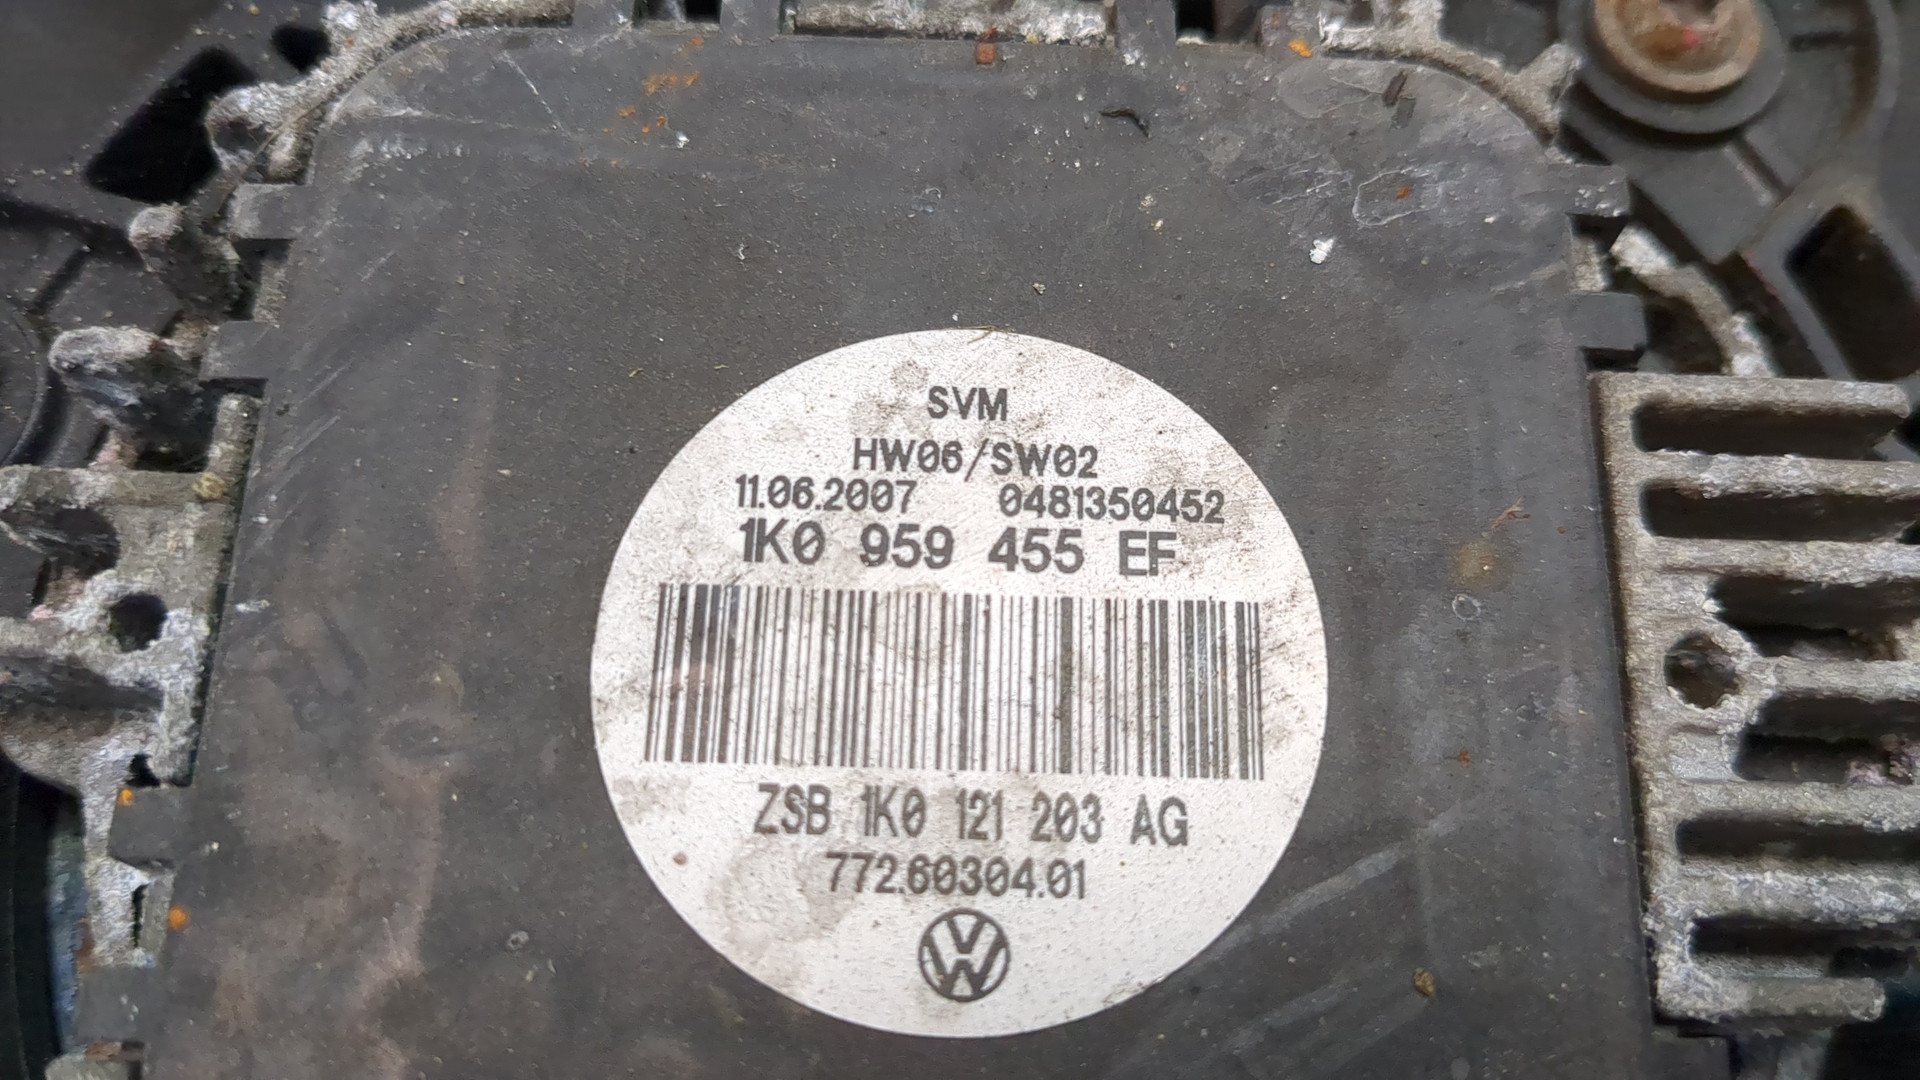 SVM
HW06/SW02
11.06.2007 0481350452
1K0 959 455 EF
ZSB 1K0 121 203 AG
772.60304.01